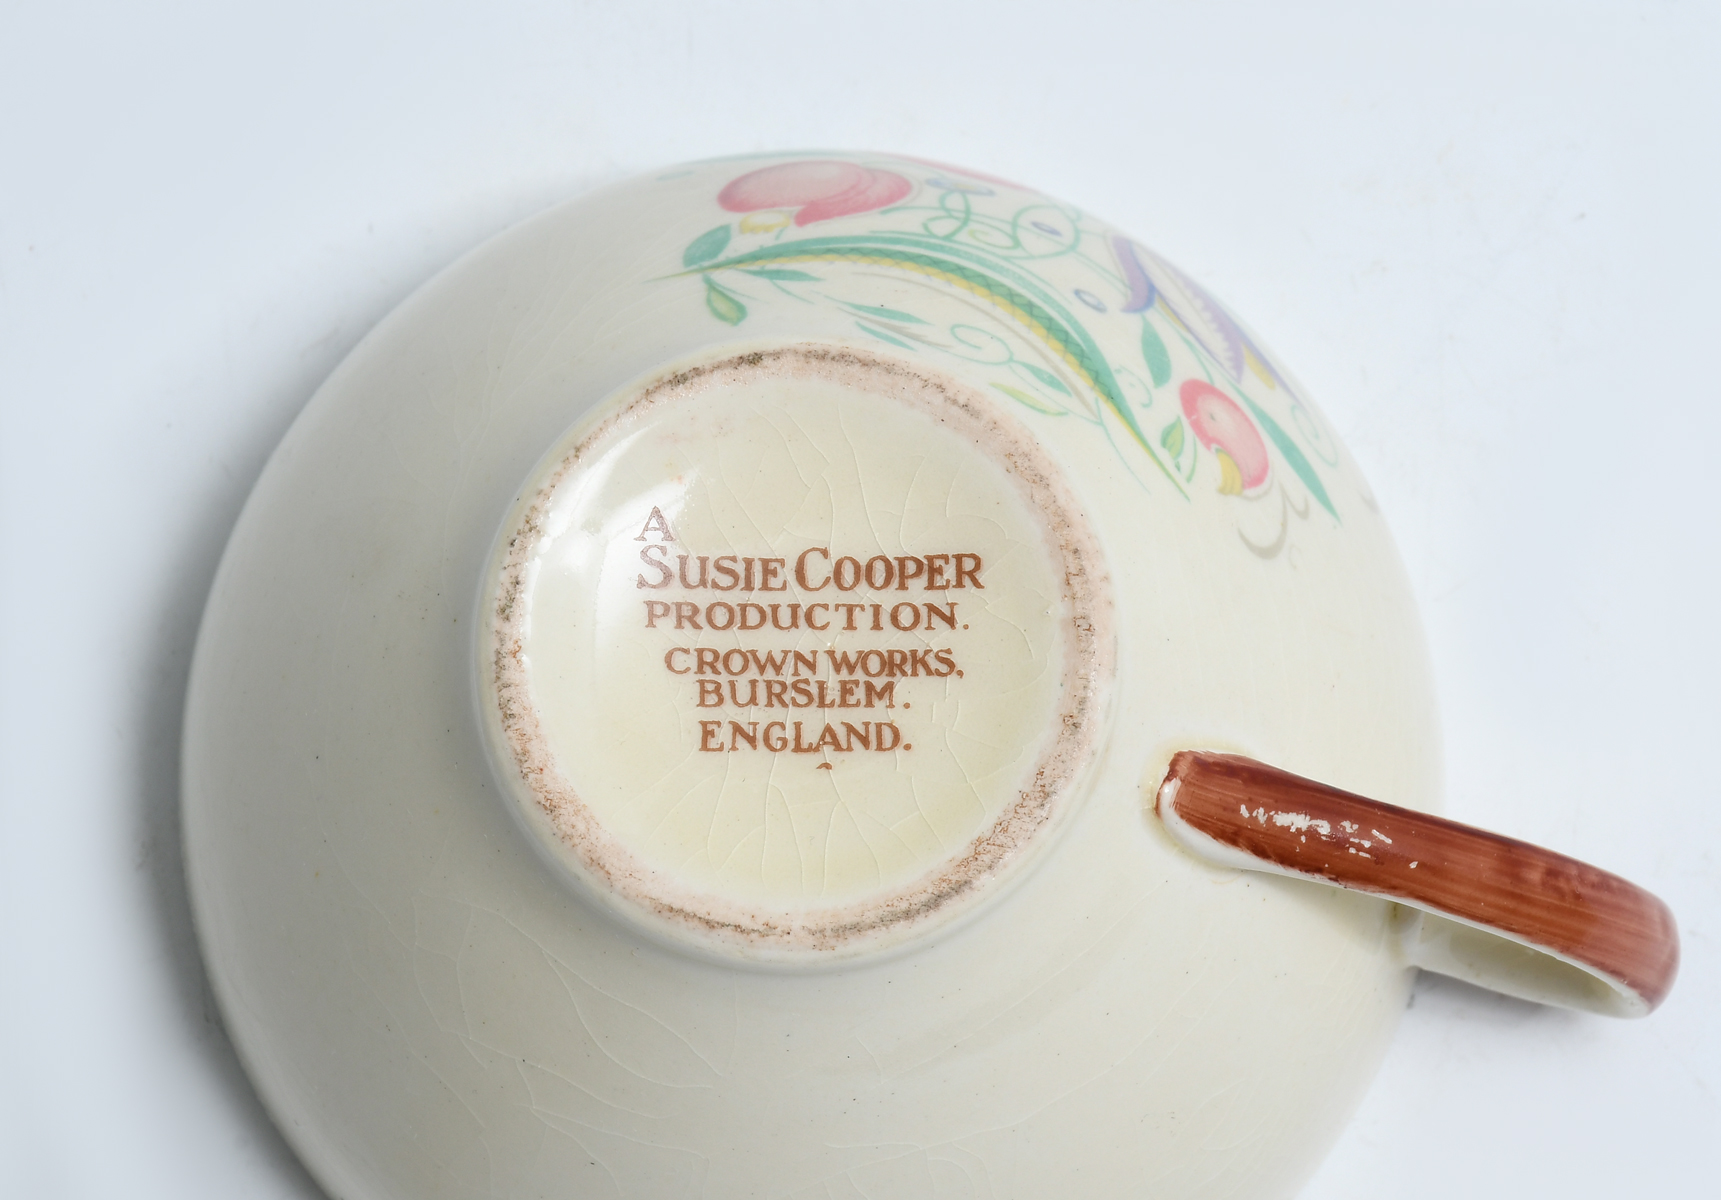 A
SUSIE COOPER
PRODUCTION.
CROWN WORKS,
BURSLEM.
ENGLAND.